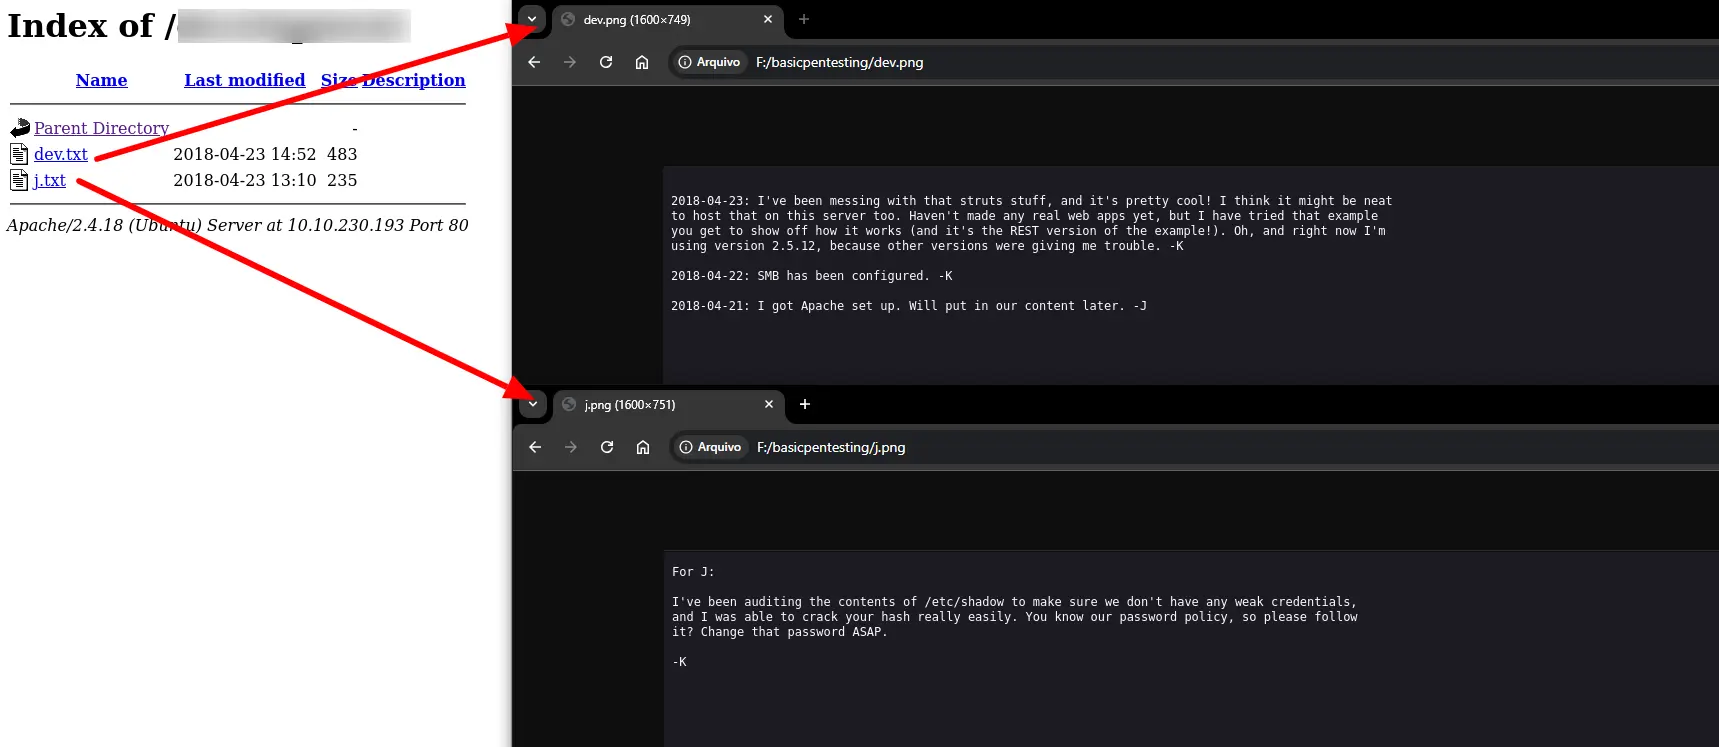 Index of /
Name Last modified Size Description
Parent Directory -
dev.txt 2018-04-23 14:52 483
j.txt 2018-04-23 13:10 235
Apache/2.4.18 (Ubuntu) Server at 10.10.230.193 Port 80
dev.png (1600×749)
Arquivo F:/basicpentesting/dev.png
2018-04-23: I've been messing with that struts stuff, and it's pretty cool! I think it might be neat
to host that on this server too. Haven't made any real web apps yet, but I have tried that example
you get to show off how it works (and it's the REST version of the example!). Oh, and right now I'm
using version 2.5.12, because other versions were giving me trouble. -K
2018-04-22: SMB has been configured. -K
2018-04-21: I got Apache set up. Will put in our content later. -J
j.png (1600×751)
Arquivo F:/basicpentesting/j.png
For J:
I've been auditing the contents of /etc/shadow to make sure we don't have any weak credentials,
and I was able to crack your hash really easily. You know our password policy, so please follow
it? Change that password ASAP.
-K